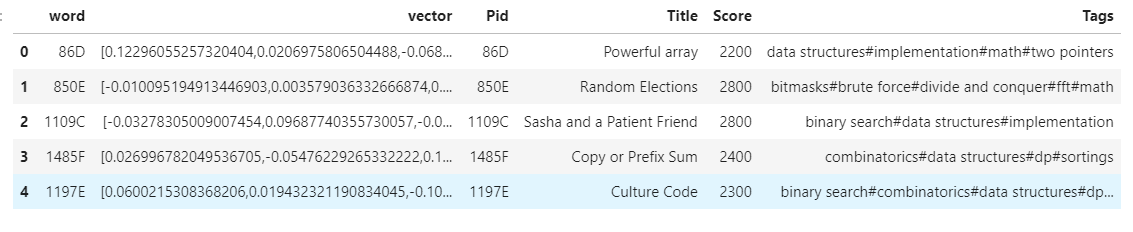 : word vector Pid Title Score Tags
0 86D [0.12296055257320404,0.0206975806504488,-0.068... 86D Powerful array 2200 data structures#implementation#math#two pointers
1 850E [-0.010095194913446903,0.003579036332666874,0.... 850E Random Elections 2800 bitmasks#brute force#divide and conquer#fft#math
2 1109C [-0.03278305009007454,0.09687740355730057,-0.0... 1109C Sasha and a Patient Friend 2800 binary search#data structures#implementation
3 1485F [0.026996782049536705,-0.05476229265332222,0.1... 1485F Copy or Prefix Sum 2400 combinatorics#data structures#dp#sortings
4 1197E [0.0600215308368206,0.019432321190834045,-0.10... 1197E Culture Code 2300 binary search#combinatorics#data structures#dp...